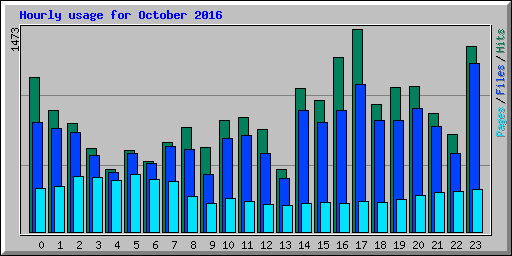 Hourly usage for October 2016
1473
Pages/Files/Hits
0 1 2 3 4 5 6 7 8 9 10 11 12 13 14 15 16 17 18 19 20 21 22 23